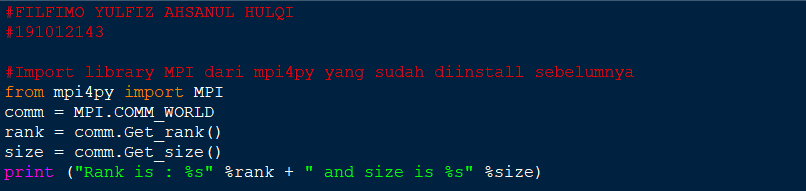 #FILFIMO YULFIZ AHSANUL HULQI
#191012143
#Import library MPI dari mpi4py yang sudah diinstall sebelumnya
from mpi4py import MPI
comm = MPI.COMM_WORLD
rank = comm.Get_rank()
size = comm.Get_size()
print ("Rank is : %s" %rank + " and size is %s" %size)